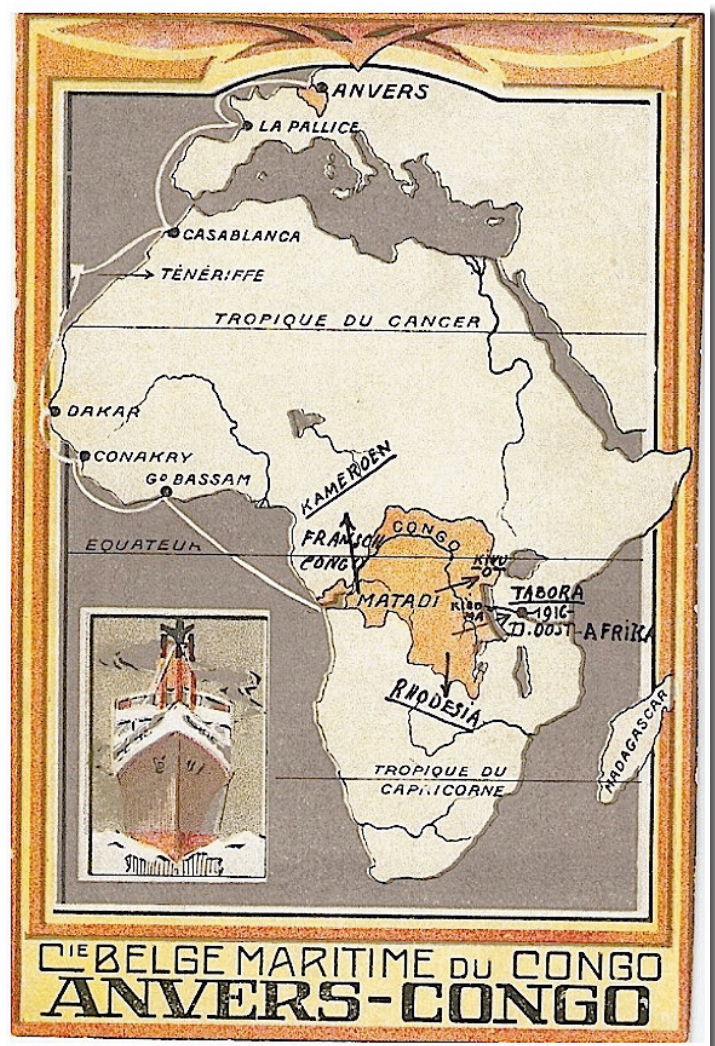 ANVERS
LA PALLICE
CASABLANCA
TÉNÉRIFFE
TROPIQUE DU CANCER
DAKAR
CONAKRY
Gᴰ BASSAM
KAMEROEN
EQUATEUR
FRANSCH
CONGO
CONGO
KIVU
MATADI
TABORA
-1916-
D.OOST-AFRIKA
RHODESIA
MADAGASCAR
TROPIQUE DU
CAPRICORNE
CIE BELGE MARITIME DU CONGO
ANVERS-CONGO